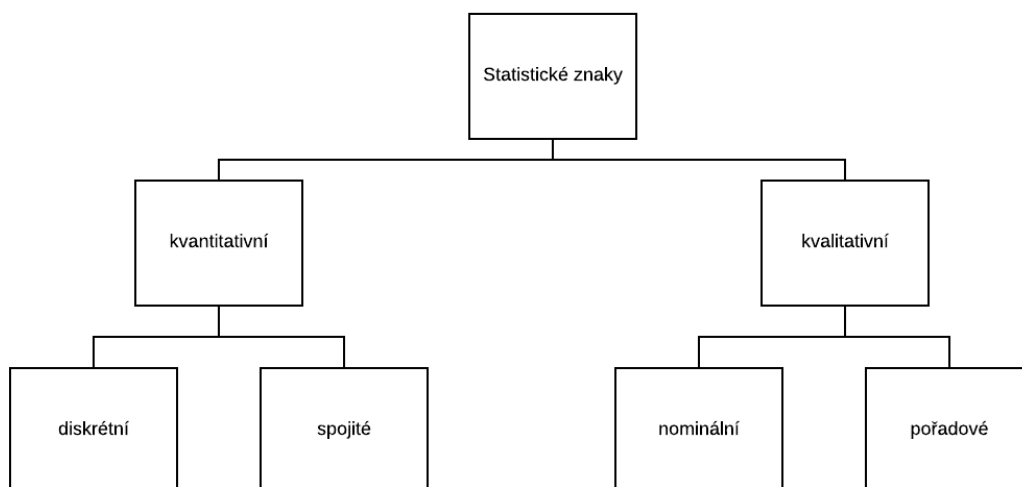 Statistické znaky
kvantitativní
kvalitativní
diskrétní
spojité
nominální
pořadové